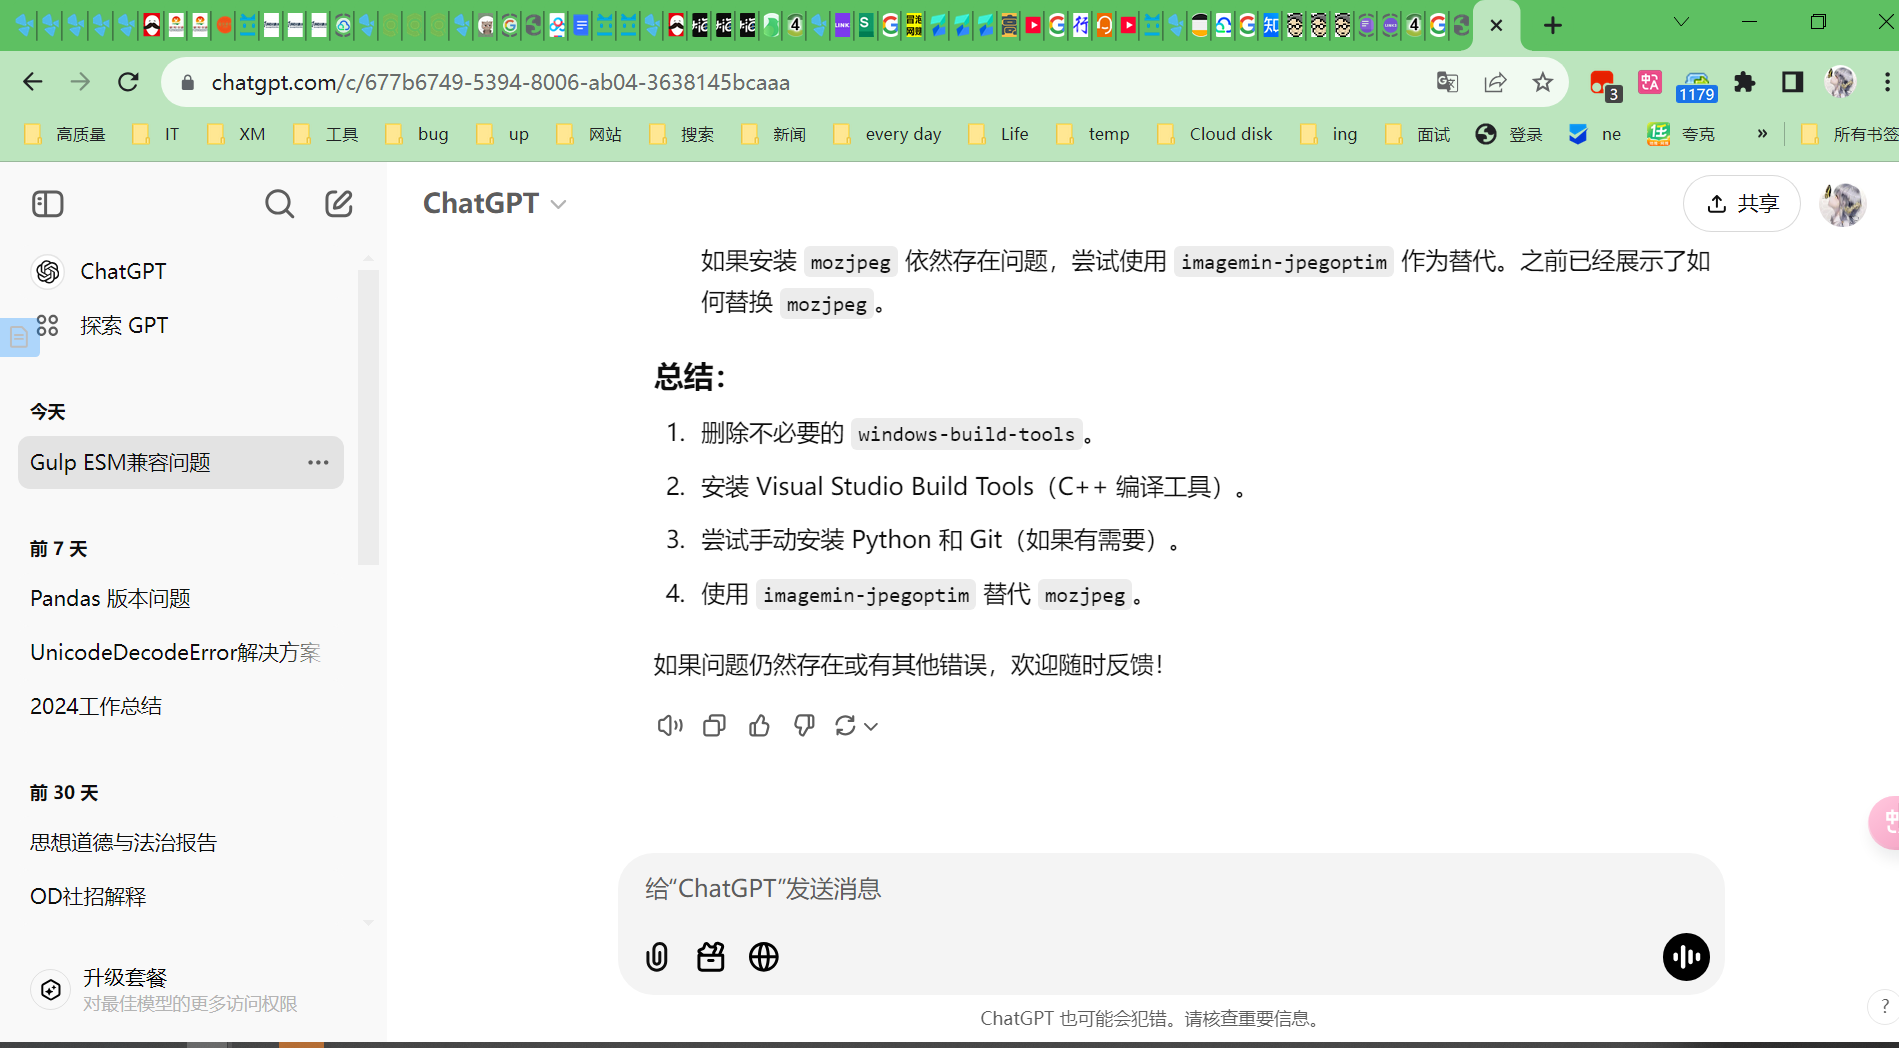 chatgpt.com/c/677b6749-5394-8006-ab04-3638145bcaaa
3
1179
高质量 IT XM 工具 bug up 网站 搜索 新闻 every day Life temp Cloud disk ing 面试 登录 ne 夸克 » 所有书签
ChatGPT
探索 GPT
今天
Gulp ESM兼容问题
前 7 天
Pandas 版本问题
UnicodeDecodeError解决方案
2024工作总结
前 30 天
思想道德与法治报告
OD社招解释
升级套餐
对最佳模型的更多访问权限
ChatGPT
共享
如果安装 mozjpeg 依然存在问题，尝试使用 imagemin-jpegoptim 作为替代。之前已经展示了如
何替换 mozjpeg。
总结：
1. 删除不必要的 windows-build-tools。
2. 安装 Visual Studio Build Tools（C++ 编译工具）。
3. 尝试手动安装 Python 和 Git（如果有需要）。
4. 使用 imagemin-jpegoptim 替代 mozjpeg。
如果问题仍然存在或有其他错误，欢迎随时反馈！
给“ChatGPT”发送消息
ChatGPT 也可能会犯错。请核查重要信息。
?